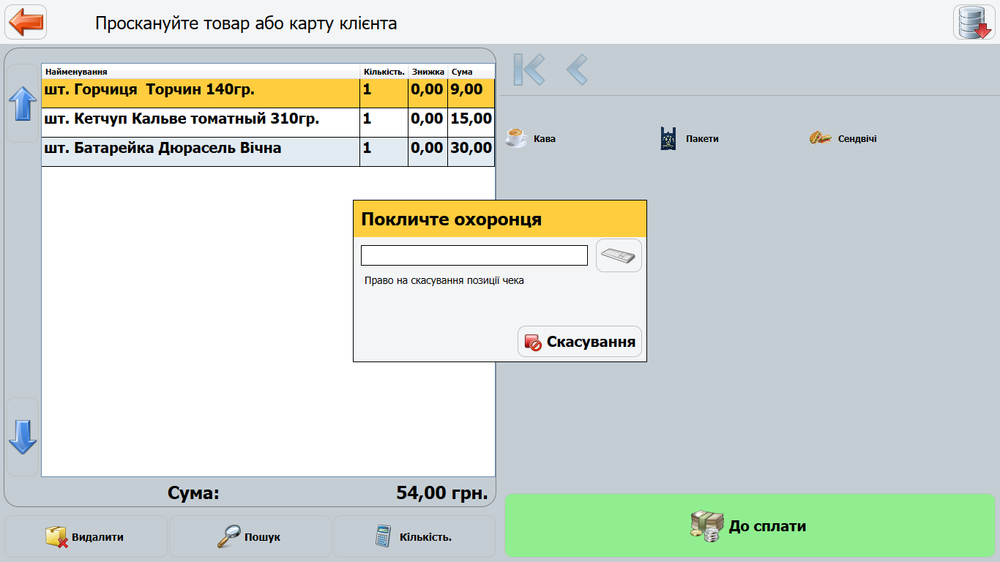 Проскануйте товар або карту клієнта
Найменування Кількість. Знижка Сума
шт. Горчиця  Торчин 140гр. 1 0,00 9,00
шт. Кетчуп Кальве томатный 310гр. 1 0,00 15,00
шт. Батарейка Дюрасель Вічна 1 0,00 30,00
Сума: 54,00 грн.
Видалити Пошук Кількість.
Кава Пакети Сендвічі
Покличте охоронця
Право на скасування позиції чека
Скасування
До сплати